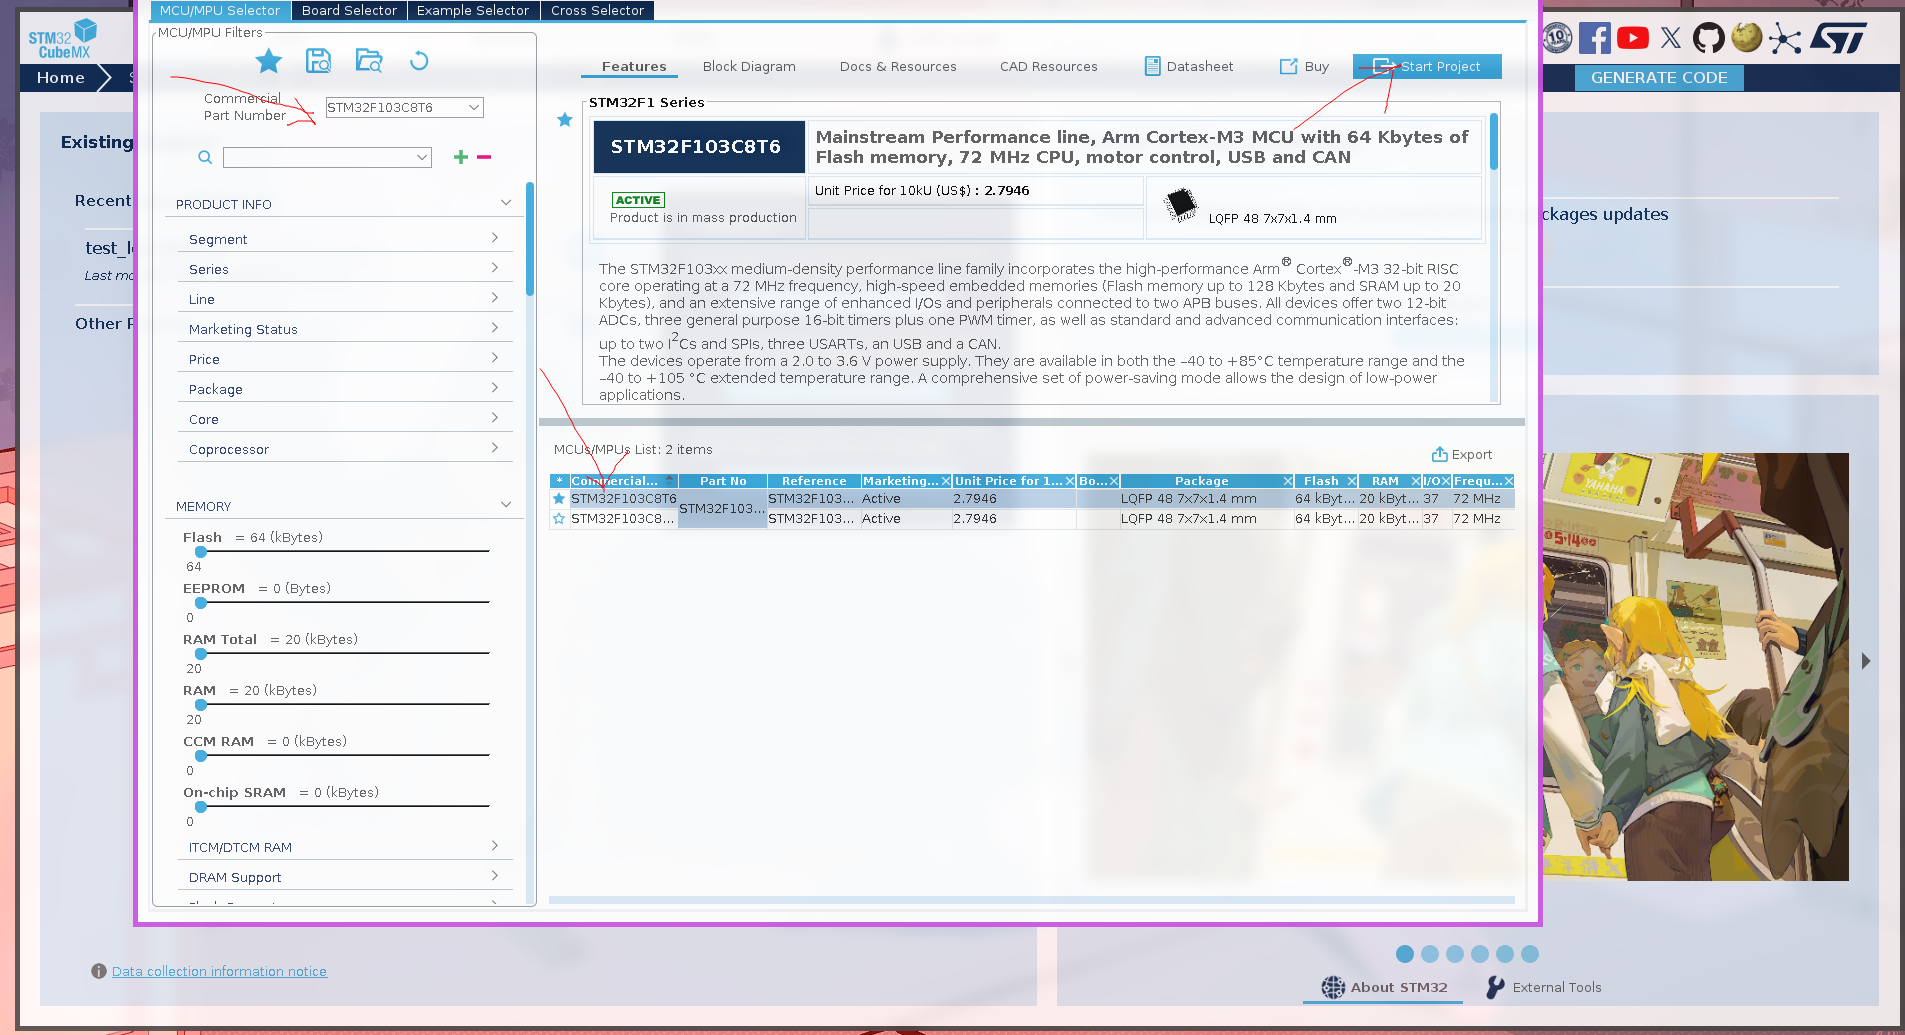 MCU/MPU Selector
Board Selector
Example Selector
Cross Selector
STM32
CubeMX
Home
GENERATE CODE
MCU/MPU Filters
Commercial
Part Number
STM32F103C8T6
PRODUCT INFO
Segment
Series
Line
Marketing Status
Price
Package
Core
Coprocessor
MEMORY
Flash = 64 (kBytes)
64
EEPROM = 0 (Bytes)
0
RAM Total = 20 (kBytes)
20
RAM = 20 (kBytes)
20
CCM RAM = 0 (kBytes)
0
On-chip SRAM = 0 (kBytes)
0
ITCM/DTCM RAM
DRAM Support
Features
Block Diagram
Docs & Resources
CAD Resources
Datasheet
Buy
Start Project
STM32F1 Series
STM32F103C8T6
Mainstream Performance line, Arm Cortex-M3 MCU with 64 Kbytes of
Flash memory, 72 MHz CPU, motor control, USB and CAN
ACTIVE
Product is in mass production
Unit Price for 10kU (US$) : 2.7946
LQFP 48 7x7x1.4 mm
The STM32F103xx medium-density performance line family incorporates the high-performance Arm® Cortex®-M3 32-bit RISC
core operating at a 72 MHz frequency, high-speed embedded memories (Flash memory up to 128 Kbytes and SRAM up to 20
Kbytes), and an extensive range of enhanced I/Os and peripherals connected to two APB buses. All devices offer two 12-bit
ADCs, three general purpose 16-bit timers plus one PWM timer, as well as standard and advanced communication interfaces:
up to two I²Cs and SPIs, three USARTs, an USB and a CAN.
The devices operate from a 2.0 to 3.6 V power supply. They are available in both the –40 to +85°C temperature range and the
–40 to +105 °C extended temperature range. A comprehensive set of power-saving mode allows the design of low-power
applications.
MCUs/MPUs List: 2 items
Export
* Commercial... Part No Reference Marketing... Unit Price for 1... Bo... Package Flash RAM I/O Frequ...
STM32F103C8T6 STM32F103... STM32F103... Active 2.7946 LQFP 48 7x7x1.4 mm 64 kByt... 20 kByt... 37 72 MHz
STM32F103C8... STM32F103... Active 2.7946 LQFP 48 7x7x1.4 mm 64 kByt... 20 kByt... 37 72 MHz
Existing
Recent
test_l
Last mo
Other P
ckages updates
10
ST
YAHAHA
Data collection information notice
About STM32
External Tools